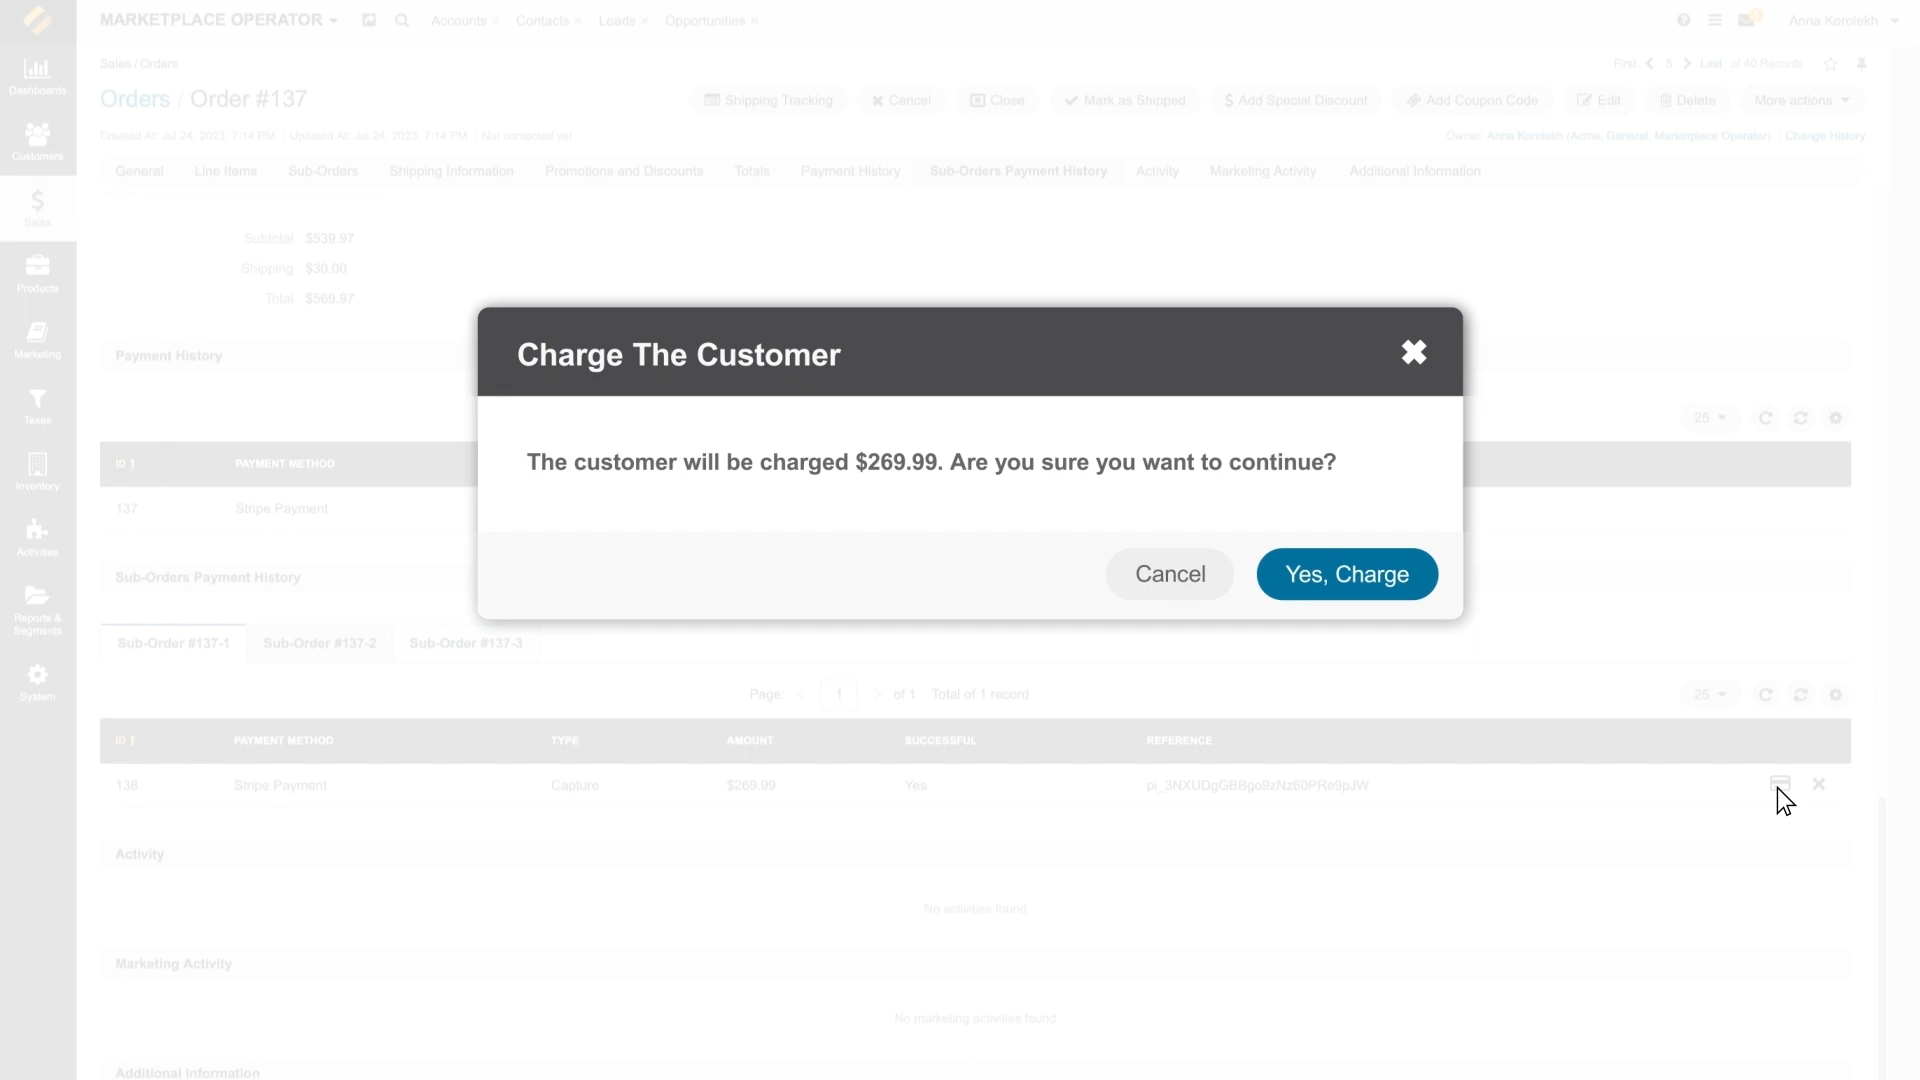 MARKETPLACE OPERATOR
Accounts × Contacts × Leads × Opportunities ×
Anna Korolekh
Dashboards
Customers
Sales
Products
Marketing
Taxes
Inventory
Activities
Reports & Segments
System
Sales / Orders
First 5 Last of 40 Records
Orders / Order #137
Shipping Tracking Cancel Close Mark as Shipped Add Special Discount Add Coupon Code Edit Delete More actions
Created At: Jul 24, 2023, 7:14 PM | Updated At: Jul 24, 2023, 7:14 PM | Not contacted yet
Owner: Anna Korolekh (Acme, General, Marketplace Operator) | Change History
General Line Items Sub-Orders Shipping Information Promotions and Discounts Totals Payment History Sub-Orders Payment History Activity Marketing Activity Additional Information
Subtotal $539.97
Shipping $30.00
Total $569.97
Payment History
25
ID PAYMENT METHOD
137 Stripe Payment
Charge The Customer
The customer will be charged $269.99. Are you sure you want to continue?
Cancel Yes, Charge
Sub-Orders Payment History
Sub-Order #137-1 Sub-Order #137-2 Sub-Order #137-3
Page: < 1 > of 1 Total of 1 record
25
ID PAYMENT METHOD TYPE AMOUNT SUCCESSFUL REFERENCE
138 Stripe Payment Capture $269.99 Yes pi_3NXUDgGBBgo9zNz60PRe9pJW
Activity
No activities found
Marketing Activity
No marketing activities found
Additional Information